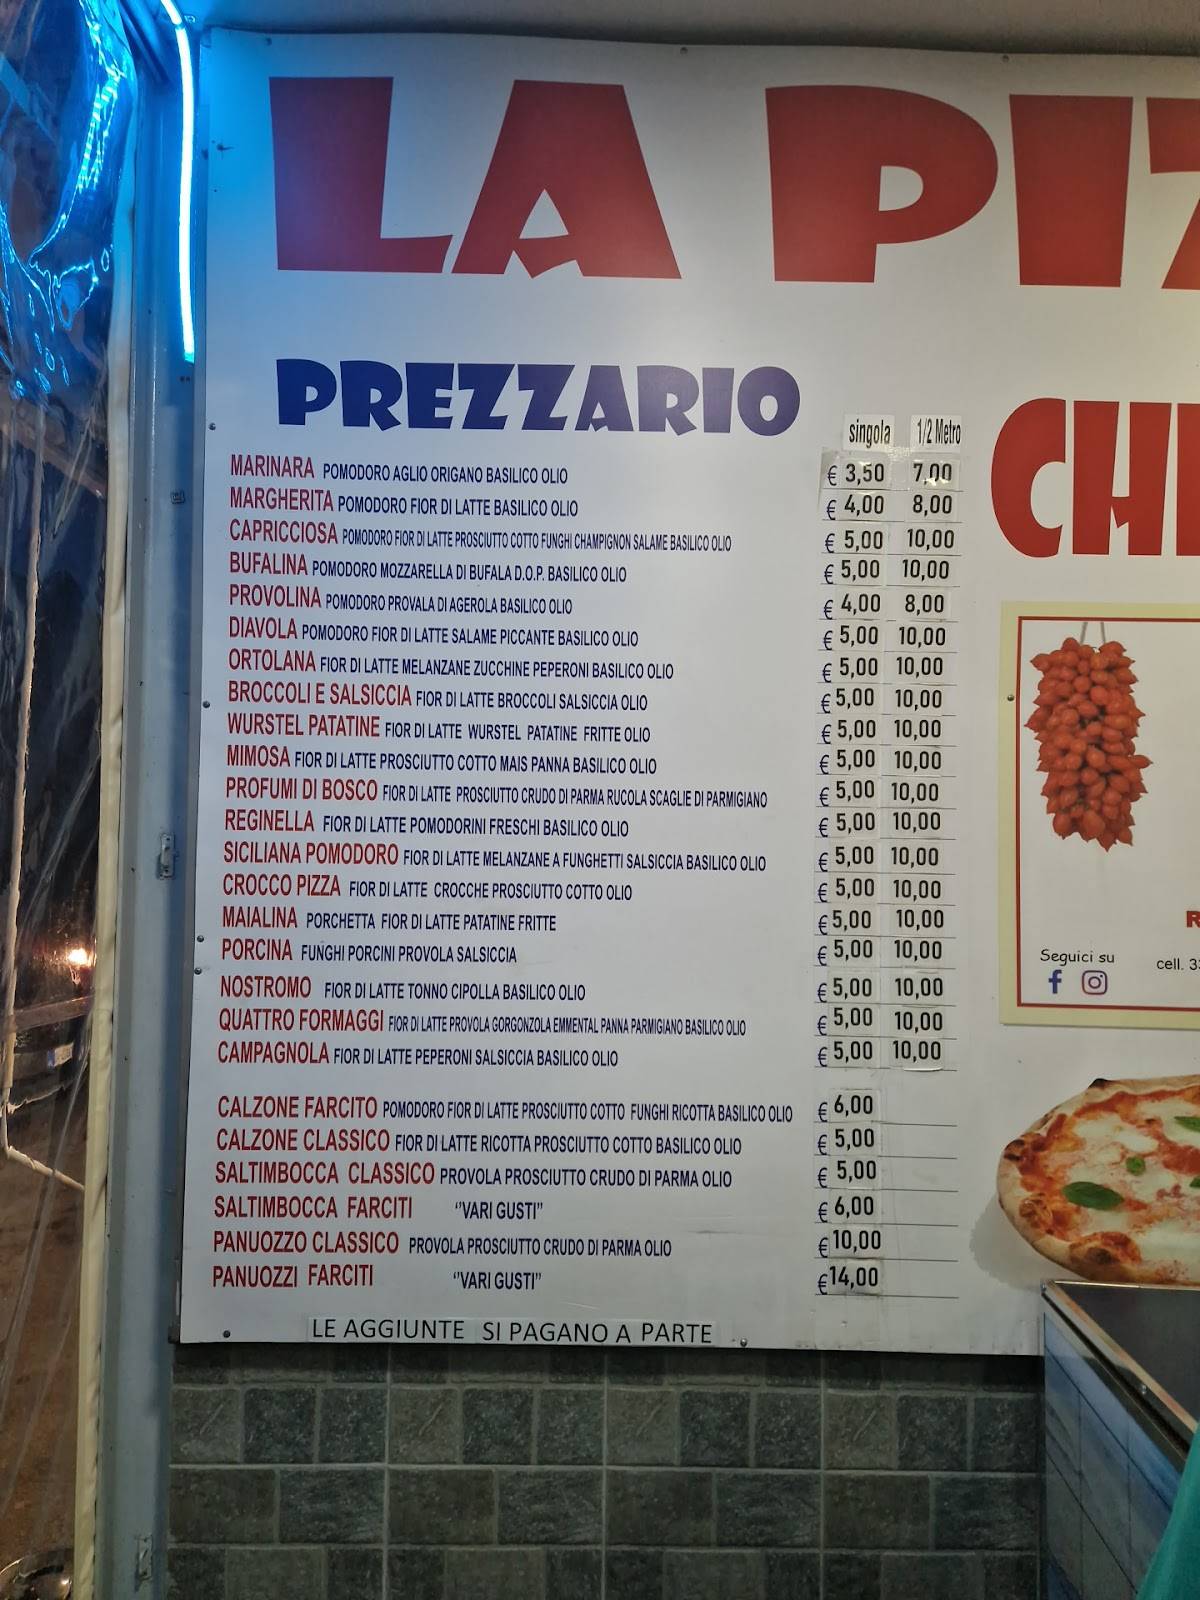 LA PIZ
PREZZARIO
singola 1/2 Metro
MARINARA POMODORO AGLIO ORIGANO BASILICO OLIO € 3,50 7,00
MARGHERITA POMODORO FIOR DI LATTE BASILICO OLIO € 4,00 8,00
CAPRICCIOSA POMODORO FIOR DI LATTE PROSCIUTTO COTTO FUNGHI CHAMPIGNON SALAME BASILICO OLIO € 5,00 10,00
BUFALINA POMODORO MOZZARELLA DI BUFALA D.O.P. BASILICO OLIO € 5,00 10,00
PROVOLINA POMODORO PROVALA DI AGEROLA BASILICO OLIO € 4,00 8,00
DIAVOLA POMODORO FIOR DI LATTE SALAME PICCANTE BASILICO OLIO € 5,00 10,00
ORTOLANA FIOR DI LATTE MELANZANE ZUCCHINE PEPERONI BASILICO OLIO € 5,00 10,00
BROCCOLI E SALSICCIA FIOR DI LATTE BROCCOLI SALSICCIA OLIO € 5,00 10,00
WURSTEL PATATINE FIOR DI LATTE WURSTEL PATATINE FRITTE OLIO € 5,00 10,00
MIMOSA FIOR DI LATTE PROSCIUTTO COTTO MAIS PANNA BASILICO OLIO € 5,00 10,00
PROFUMI DI BOSCO FIOR DI LATTE PROSCIUTTO CRUDO DI PARMA RUCOLA SCAGLIE DI PARMIGIANO € 5,00 10,00
REGINELLA FIOR DI LATTE POMODORINI FRESCHI BASILICO OLIO € 5,00 10,00
SICILIANA POMODORO FIOR DI LATTE MELANZANE A FUNGHETTI SALSICCIA BASILICO OLIO € 5,00 10,00
CROCCO PIZZA FIOR DI LATTE CROCCHE PROSCIUTTO COTTO OLIO € 5,00 10,00
MAIALINA PORCHETTA FIOR DI LATTE PATATINE FRITTE € 5,00 10,00
PORCINA FUNGHI PORCINI PROVOLA SALSICCIA € 5,00 10,00
NOSTROMO FIOR DI LATTE TONNO CIPOLLA BASILICO OLIO € 5,00 10,00
QUATTRO FORMAGGI FIOR DI LATTE PROVOLA GORGONZOLA EMMENTAL PANNA PARMIGIANO BASILICO OLIO € 5,00 10,00
CAMPAGNOLA FIOR DI LATTE PEPERONI SALSICCIA BASILICO OLIO € 5,00 10,00
CALZONE FARCITO POMODORO FIOR DI LATTE PROSCIUTTO COTTO FUNGHI RICOTTA BASILICO OLIO € 6,00
CALZONE CLASSICO FIOR DI LATTE RICOTTA PROSCIUTTO COTTO BASILICO OLIO € 5,00
SALTIMBOCCA CLASSICO PROVOLA PROSCIUTTO CRUDO DI PARMA OLIO € 5,00
SALTIMBOCCA FARCITI "VARI GUSTI" € 6,00
PANUOZZO CLASSICO PROVOLA PROSCIUTTO CRUDO DI PARMA OLIO € 10,00
PANUOZZI FARCITI "VARI GUSTI" € 14,00
LE AGGIUNTE SI PAGANO A PARTE
CH
R
Seguici su
cell. 33